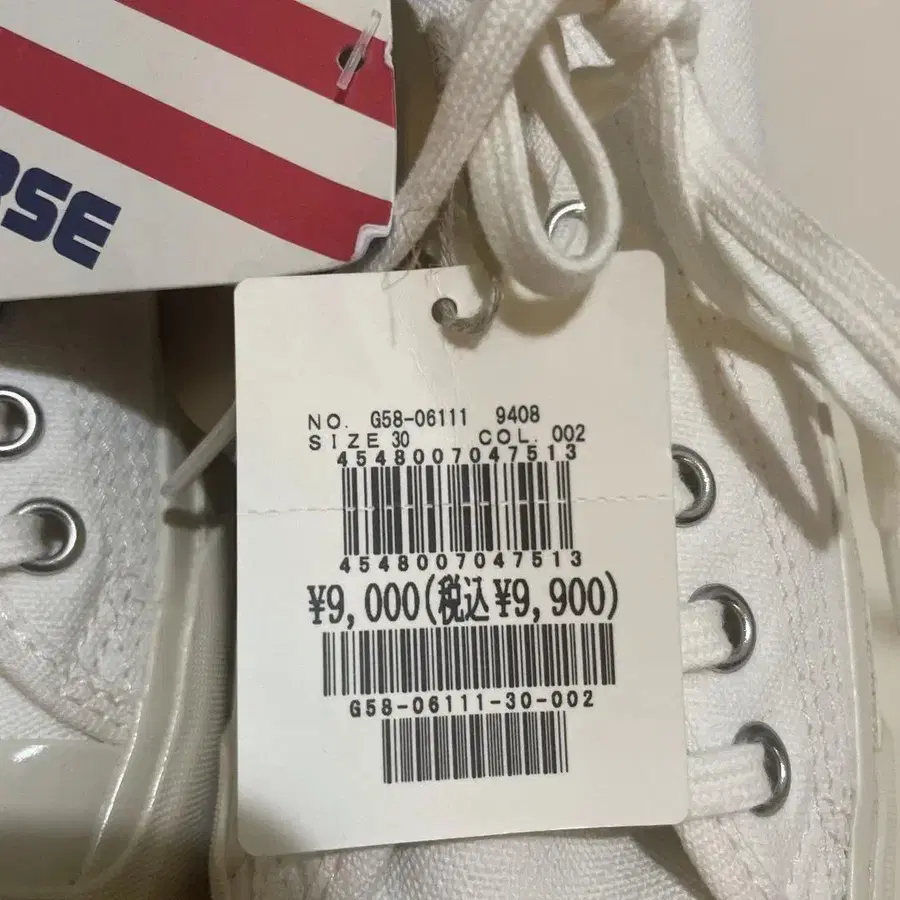 RSE
NO. G58-06111 9408
SIZE 30 COL. 002
4548007047513
4548007047513
¥9,000(税込¥9,900)
G58-06111-30-002